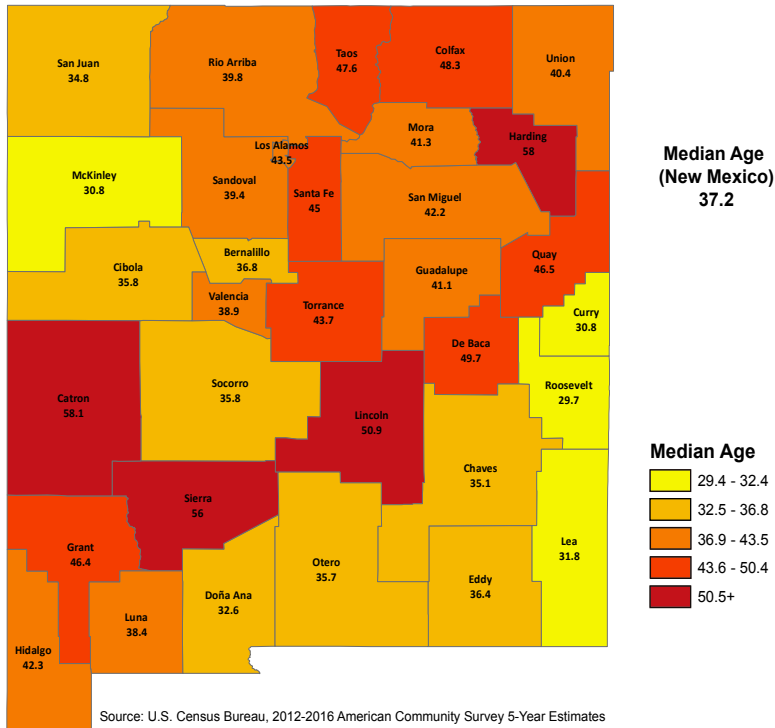 San Juan
34.8
Rio Arriba
39.8
Taos
47.6
Colfax
48.3
Union
40.4
Mora
41.3
Harding
58
Los Alamos
43.5
McKinley
30.8
Sandoval
39.4
Santa Fe
45
San Miguel
42.2
Median Age
(New Mexico)
37.2
Bernalillo
36.8
Cibola
35.8
Quay
46.5
Guadalupe
41.1
Valencia
38.9
Torrance
43.7
Curry
30.8
De Baca
49.7
Roosevelt
29.7
Socorro
35.8
Catron
58.1
Lincoln
50.9
Chaves
35.1
Sierra
56
Median Age
29.4 - 32.4
32.5 - 36.8
36.9 - 43.5
43.6 - 50.4
50.5+
Lea
31.8
Grant
46.4
Otero
35.7
Eddy
36.4
Doña Ana
32.6
Luna
38.4
Hidalgo
42.3
Source: U.S. Census Bureau, 2012-2016 American Community Survey 5-Year Estimates